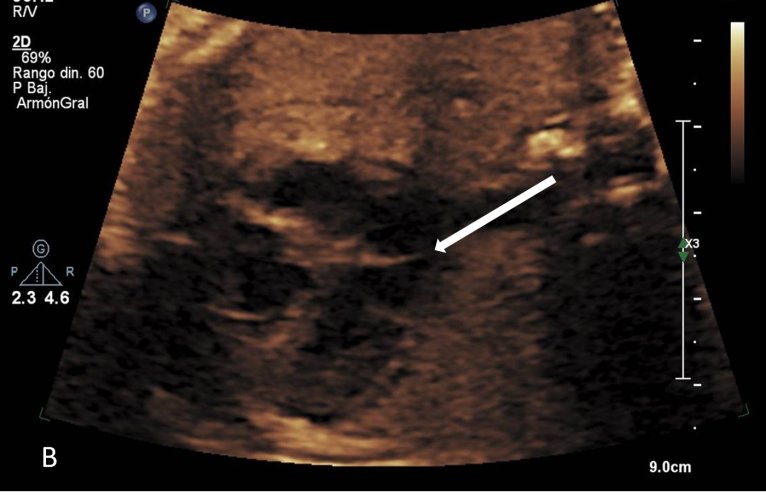 R/V
P
2D
69%
Rango din. 60
P Baj.
ArmónGral
X3
G
P R
2.3 4.6
B
9.0cm